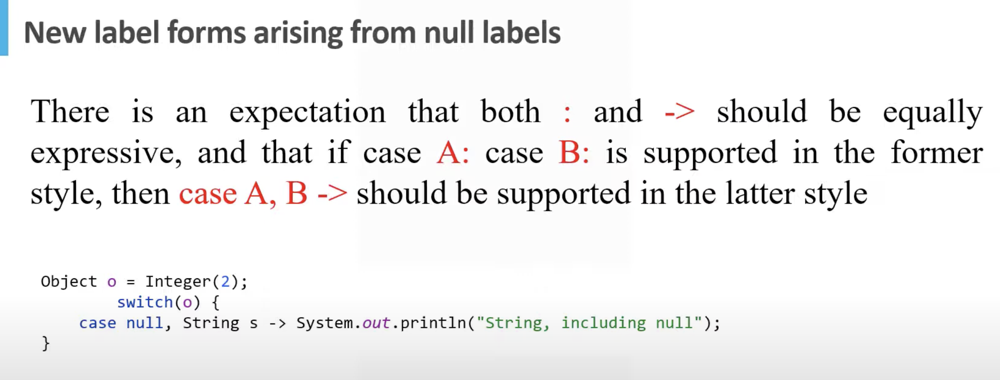 New label forms arising from null labels
There is an expectation that both : and -> should be equally
expressive, and that if case A: case B: is supported in the former
style, then case A, B -> should be supported in the latter style
Object o = Integer(2);
switch(o) {
case null, String s -> System.out.println("String, including null");
}